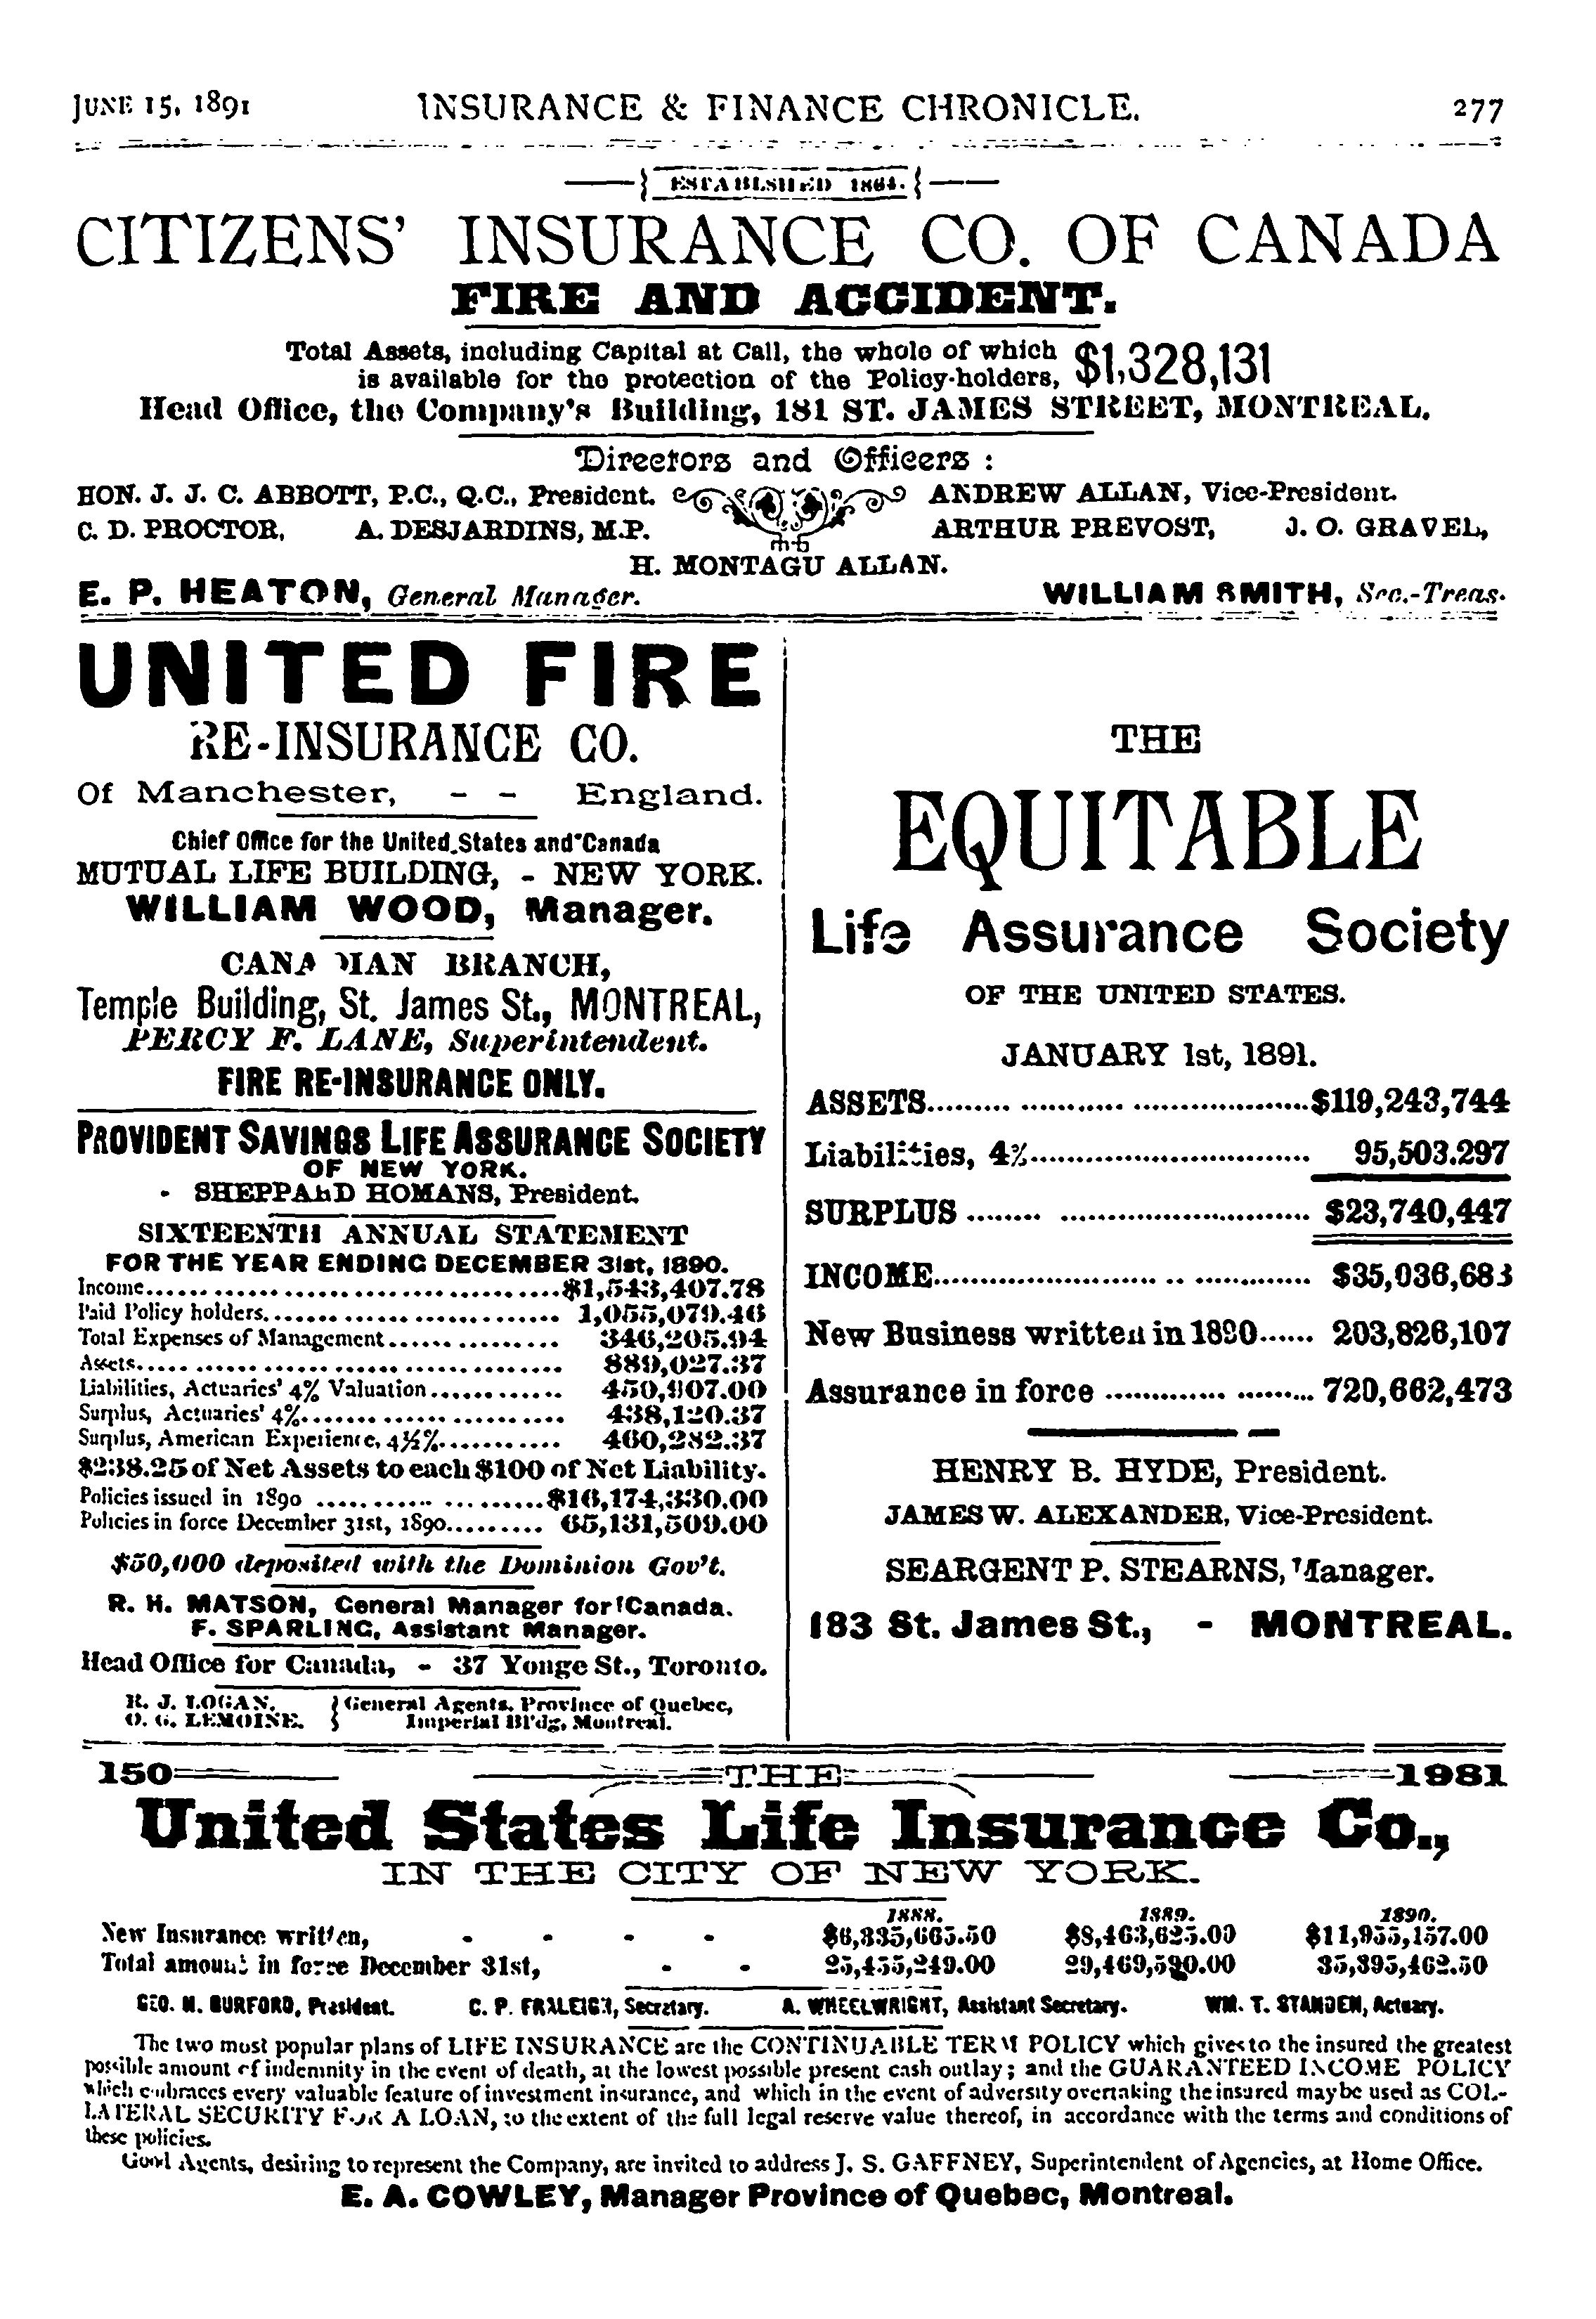 JUNE 15, 1891 INSURANCE & FINANCE CHRONICLE. 277
ESTABLSHED 1864.
CITIZENS' INSURANCE CO. OF CANADA
FIRE AND ACCIDENT.
Total Assets, including Capital at Call, the whole of which
is available for the protection of the Policy-holders, $1,328,131
Head Office, the Company's Building, 181 ST. JAMES STREET, MONTREAL.
Directors and Officers :
HON. J. J. C. ABBOTT, P.C., Q.C., President. ANDREW ALLAN, Vice-President.
C. D. PROCTOR, A. DESJARDINS, M.P. ARTHUR PREVOST, J. O. GRAVEL,
H. MONTAGU ALLAN.
E. P. HEATON, General Manager. WILLIAM SMITH, Sec.-Treas.
UNITED FIRE
RE-INSURANCE CO.
Of Manchester, - - England.
Chief Office for the United States and Canada
MUTUAL LIFE BUILDING, - NEW YORK.
WILLIAM WOOD, Manager.
CANADIAN BRANCH,
Temple Building, St. James St., MONTREAL,
PERCY F. LANE, Superintendent.
FIRE RE-INSURANCE ONLY.
PROVIDENT SAVINGS LIFE ASSURANCE SOCIETY
OF NEW YORK.
SHEPPARD HOMANS, President.
SIXTEENTH ANNUAL STATEMENT
FOR THE YEAR ENDING DECEMBER 31st, 1890.
Income..........$1,543,407.78
Paid Policy holders.......... 1,055,079.46
Total Expenses of Management.......... 346,205.94
Assets.......... 889,027.37
Liabilities, Actuaries' 4% Valuation.......... 450,907.00
Surplus, Actuaries' 4%.......... 438,120.37
Surplus, American Experience, 4½%.......... 460,282.37
$238.25 of Net Assets to each $100 of Net Liability.
Policies issued in 1890 ..........$16,174,330.00
Policies in force December 31st, 1890.......... 65,131,509.00
$50,000 deposited with the Dominion Gov't.
R. H. MATSON, General Manager for Canada.
F. SPARLING, Assistant Manager.
Head Office for Canada, - 37 Yonge St., Toronto.
R. J. LOGAN, } General Agents, Province of Quebec,
O. G. LEMOINE. } Imperial Bl'dg, Montreal.
THE
EQUITABLE
Life Assurance Society
OF THE UNITED STATES.
JANUARY 1st, 1891.
ASSETS..........$119,243,744
Liabilities, 4%.......... 95,503.297
SURPLUS .......... $23,740,447
INCOME.......... $35,036,683
New Business written in 1890...... 203,826,107
Assurance in force .......... 720,662,473
HENRY B. HYDE, President.
JAMES W. ALEXANDER, Vice-President.
SEARGENT P. STEARNS, Manager.
183 St. James St., - MONTREAL.
150 THE 1981
United States Life Insurance Co.,
IN THE CITY OF NEW YORK.
1888. 1889. 1890.
New Insurance written, - - - - $6,335,665.50 $8,463,625.00 $11,955,157.00
Total amount in force December 31st, - - 25,455,249.00 29,469,590.00 35,395,462.50
GEO. H. BURFORD, President. C. P. FRALEIGH, Secretary. A. WHEELWRIGHT, Assistant Secretary. WM. T. STANDEN, Actuary.
The two most popular plans of LIFE INSURANCE are the CONTINUABLE TERM POLICY which gives to the insured the greatest
possible amount of indemnity in the event of death, at the lowest possible present cash outlay ; and the GUARANTEED INCOME POLICY
which embraces every valuable feature of investment insurance, and which in the event of adversity overtaking the insured may be used as COL-
LATERAL SECURITY FOR A LOAN, to the extent of the full legal reserve value thereof, in accordance with the terms and conditions of
these policies.
Good Agents, desiring to represent the Company, are invited to address J. S. GAFFNEY, Superintendent of Agencies, at Home Office.
E. A. COWLEY, Manager Province of Quebec, Montreal.